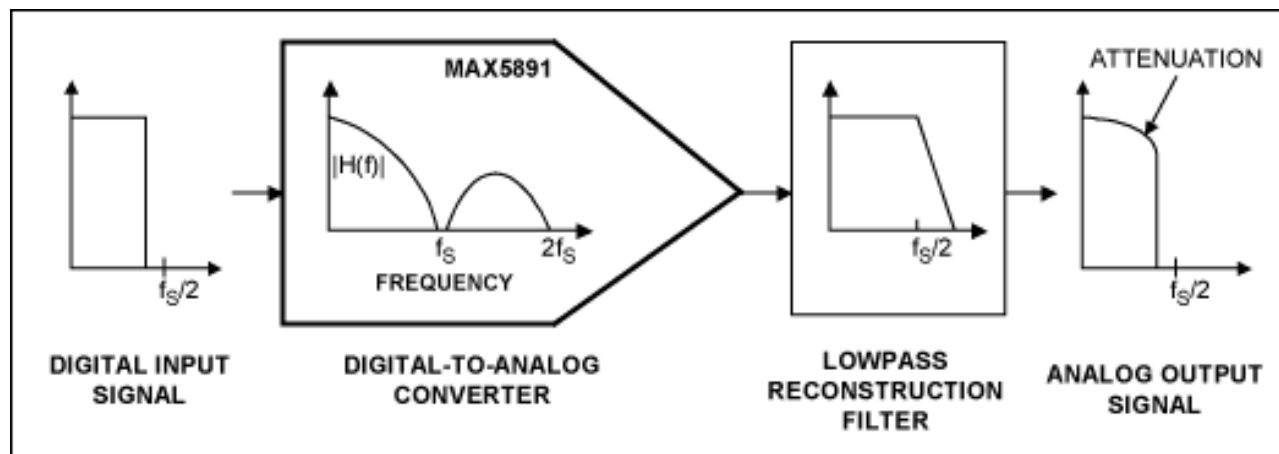 MAX5891
ATTENUATION
|H(f)|
fS/2
fS
2fS
FREQUENCY
fS/2
fS/2
DIGITAL INPUT
SIGNAL
DIGITAL-TO-ANALOG
CONVERTER
LOWPASS
RECONSTRUCTION
FILTER
ANALOG OUTPUT
SIGNAL